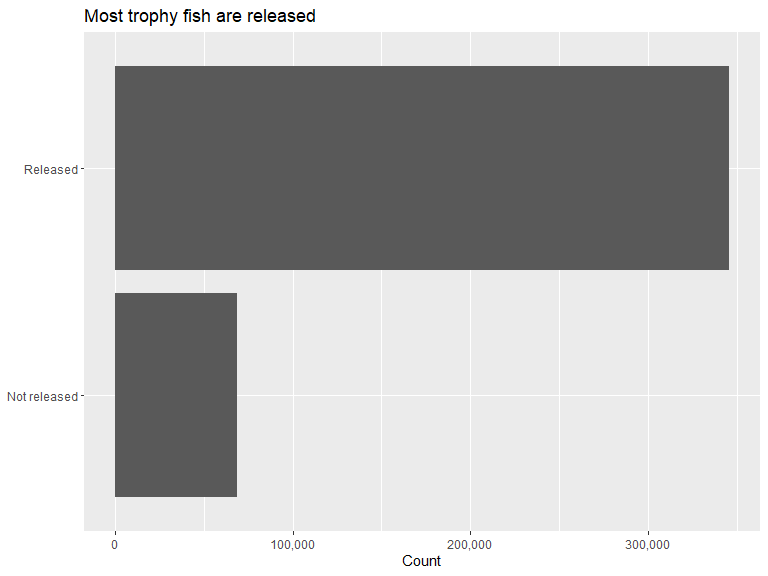 Most trophy fish are released
Released
Not released
0
100,000
200,000
300,000
Count